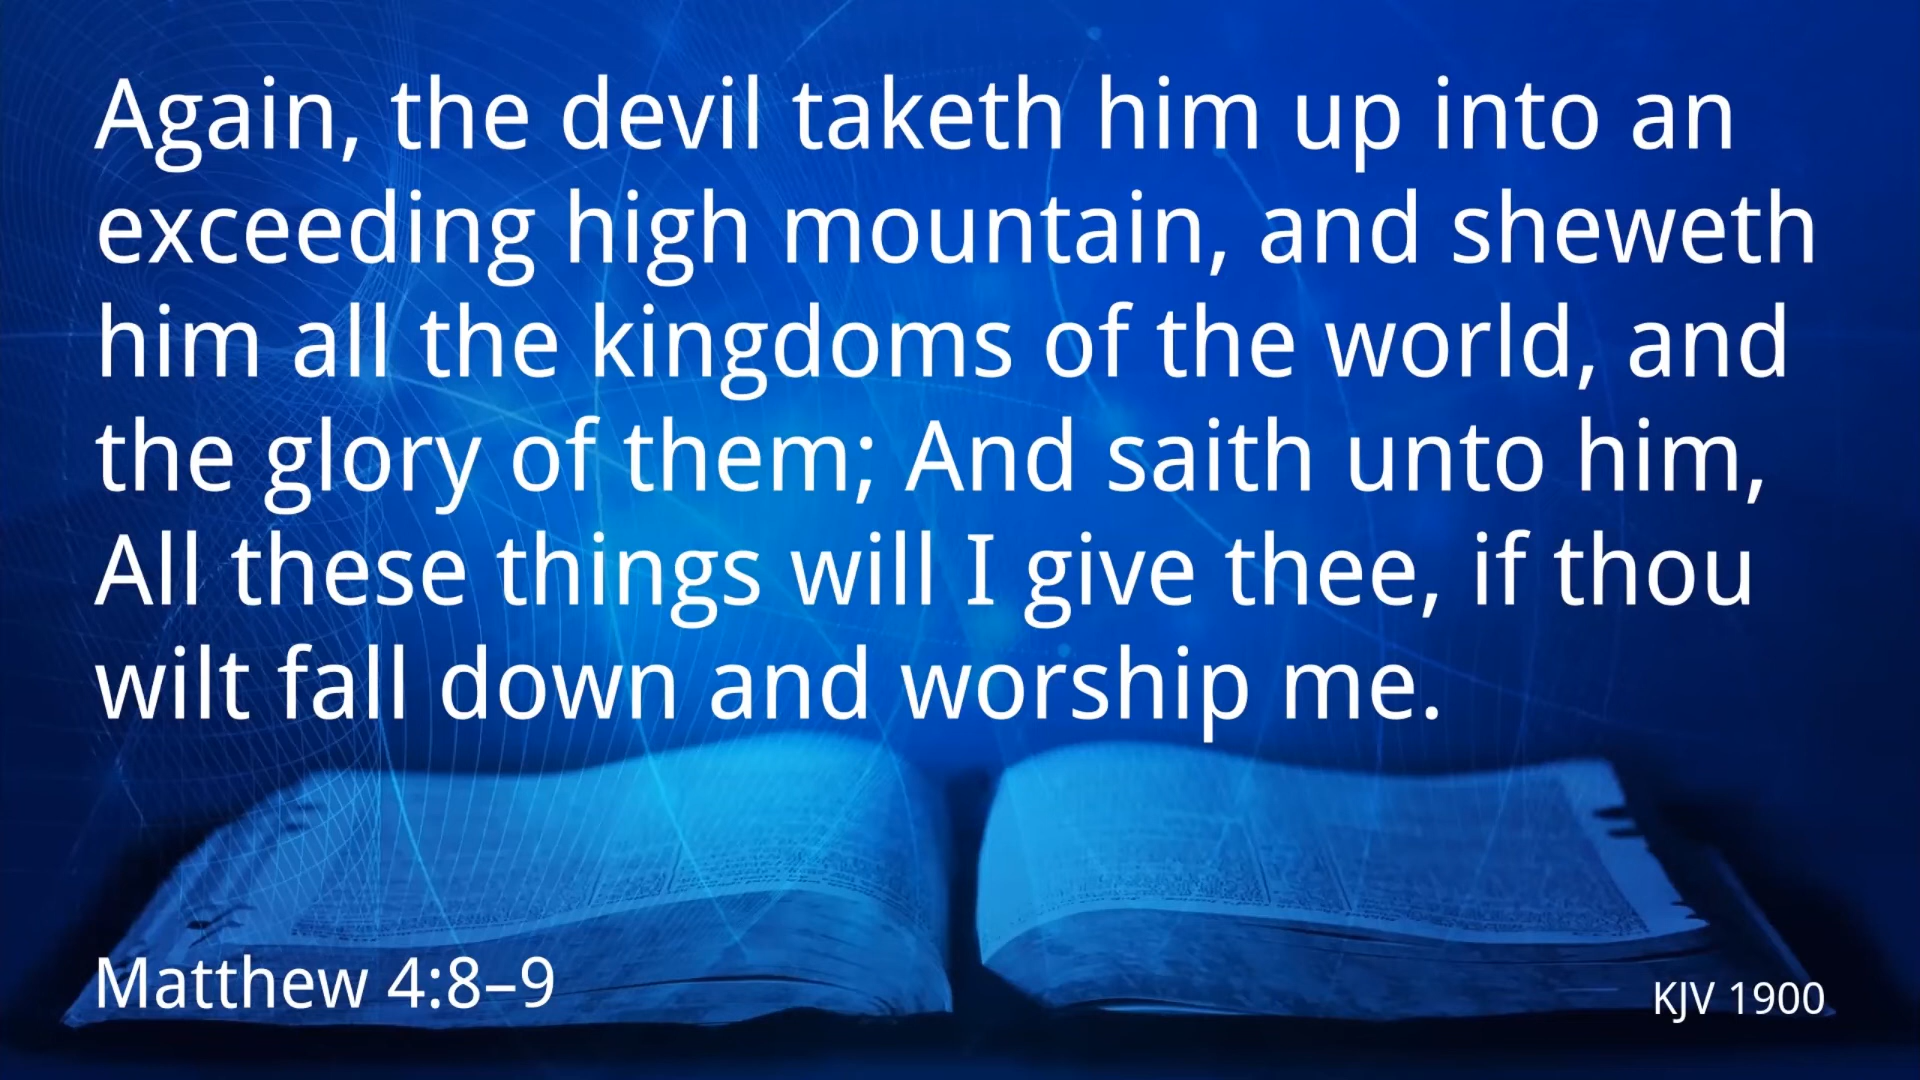 Again, the devil taketh him up into an
exceeding high mountain, and sheweth
him all the kingdoms of the world, and
the glory of them; And saith unto him,
All these things will I give thee, if thou
wilt fall down and worship me.
Matthew 4:8–9
KJV 1900